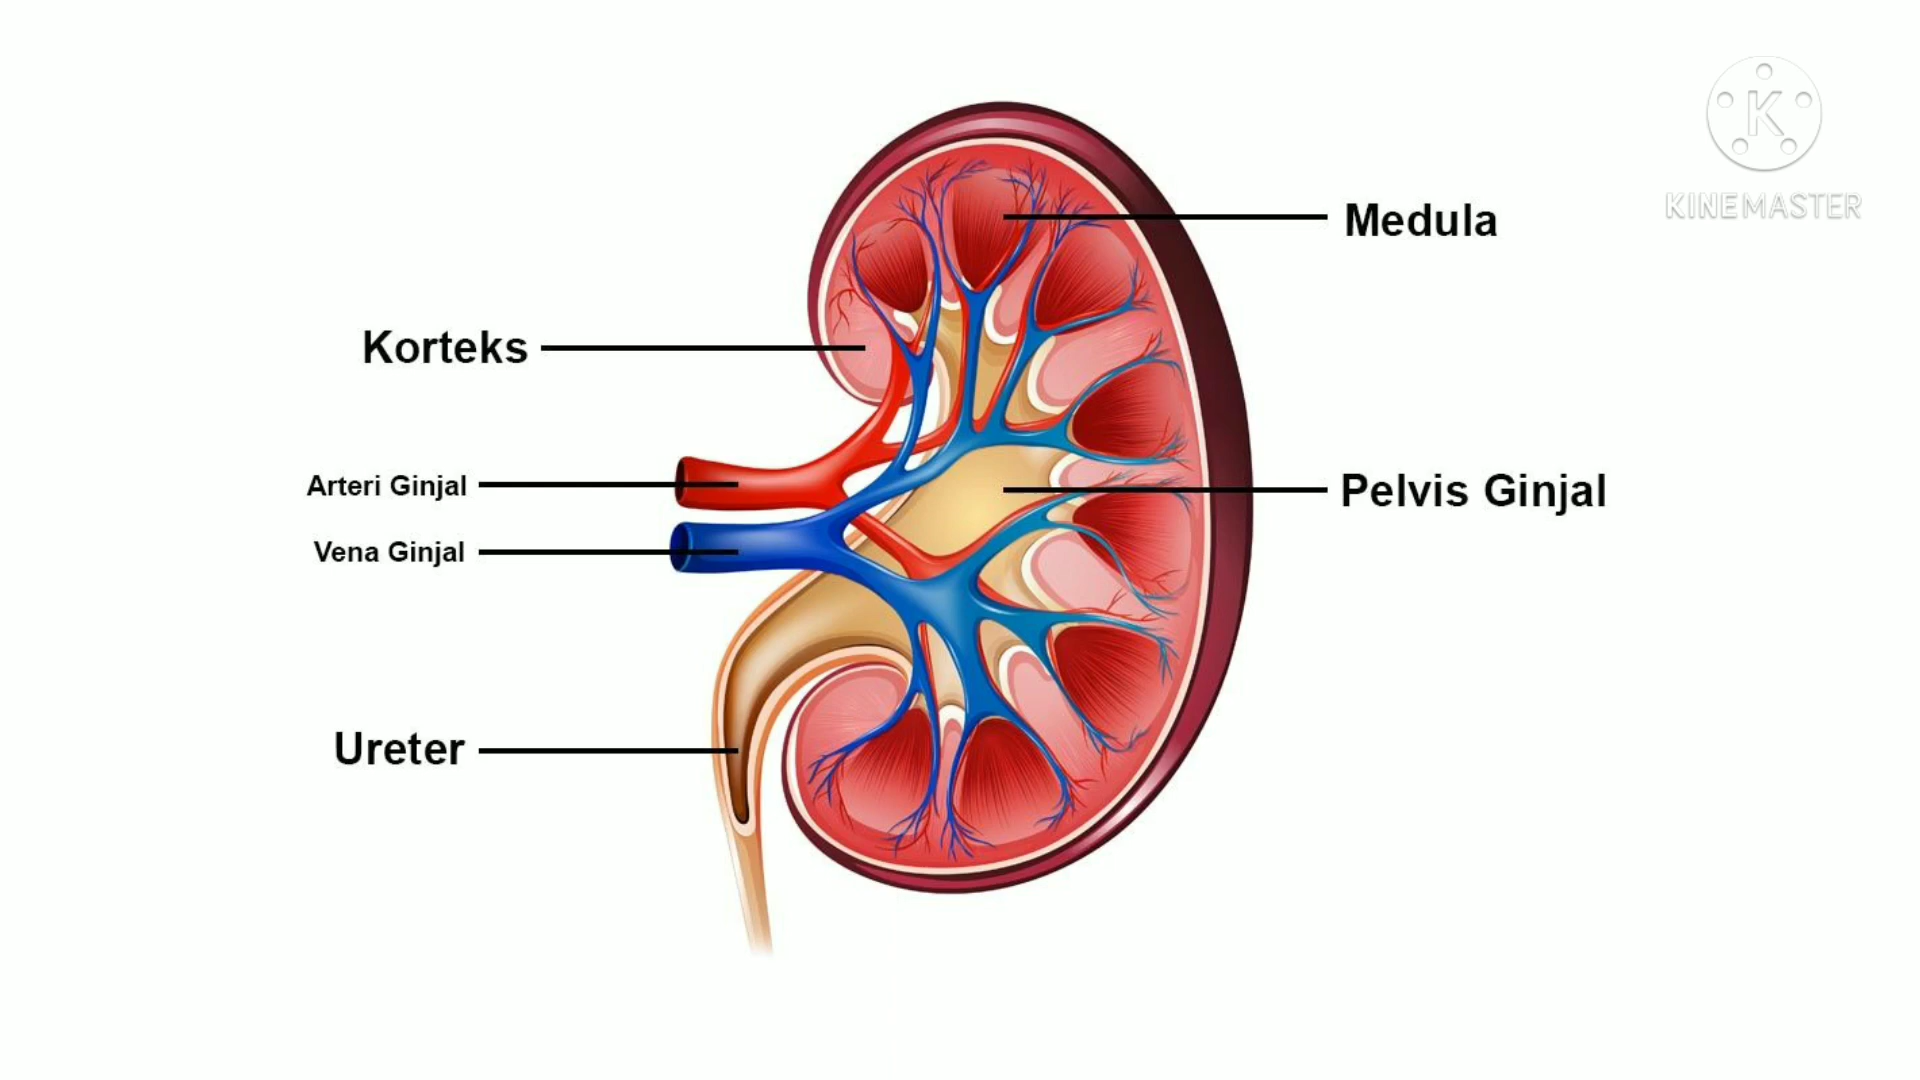 K
KINEMASTER
Medula
Korteks
Arteri Ginjal
Pelvis Ginjal
Vena Ginjal
Ureter